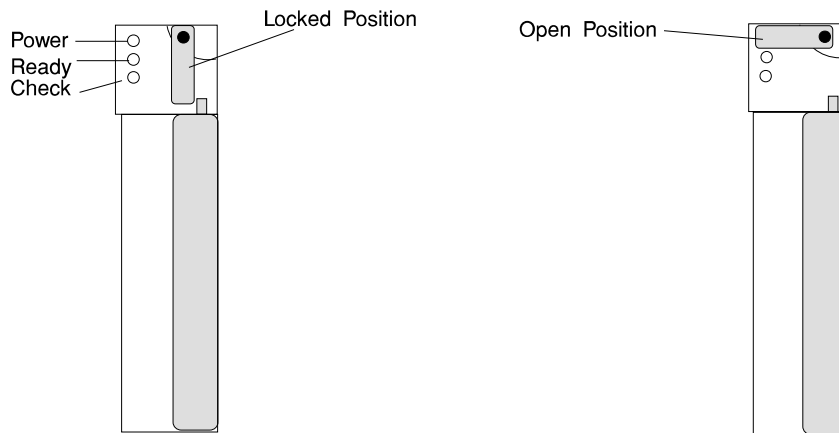 Locked Position
Power
Ready
Check
Open Position